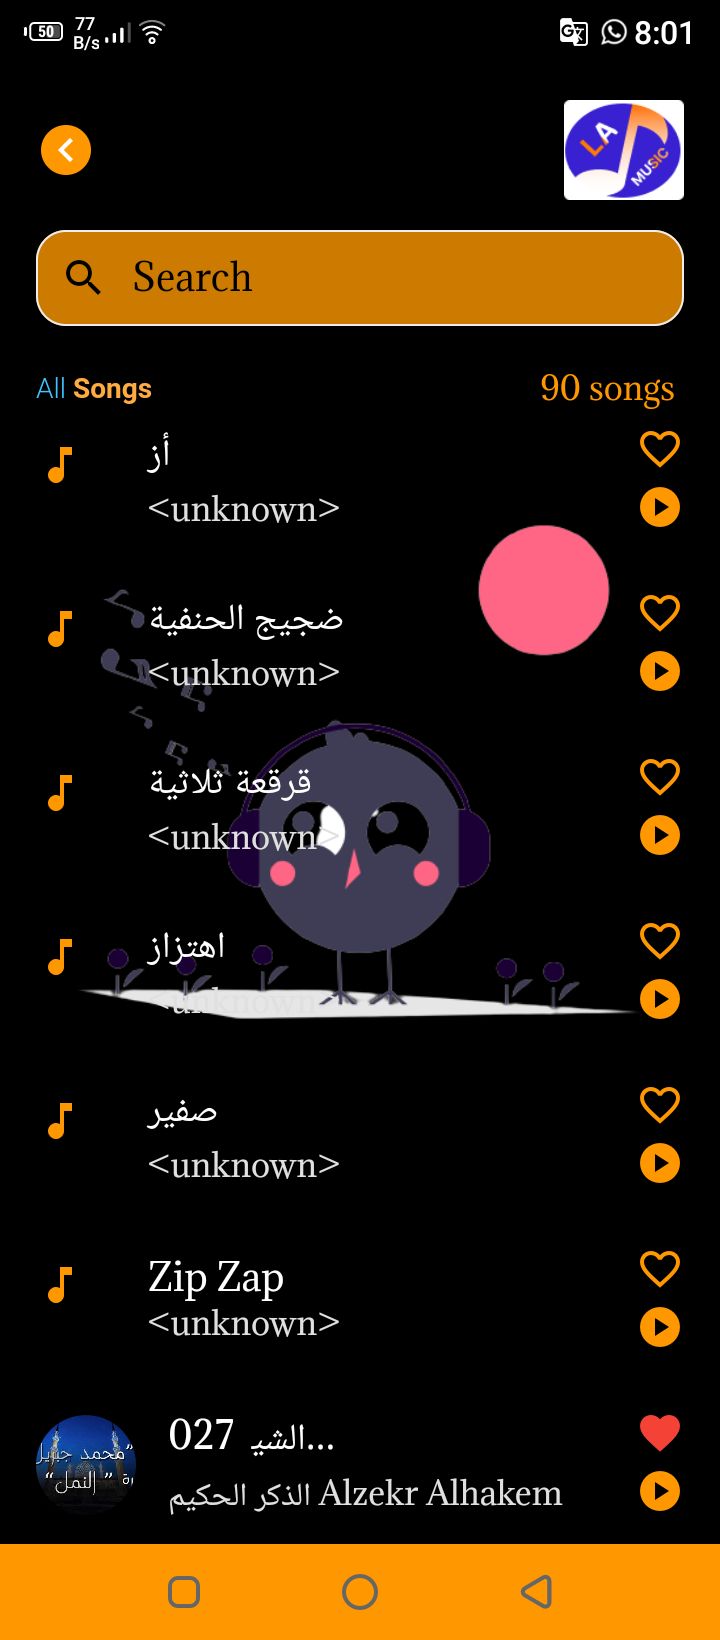 50 77 B/s 8:01
LA MUSIC
Search
All Songs 90 songs
أز
<unknown>
ضجيج الحنفية
<unknown>
قرقعة ثلاثية
<unknown>
اهتزاز
<unknown>
صفير
<unknown>
Zip Zap
<unknown>
027 الشيـ...
الذكر الحكيم Alzekr Alhakem
"محمد جبريل
ة " النمل"